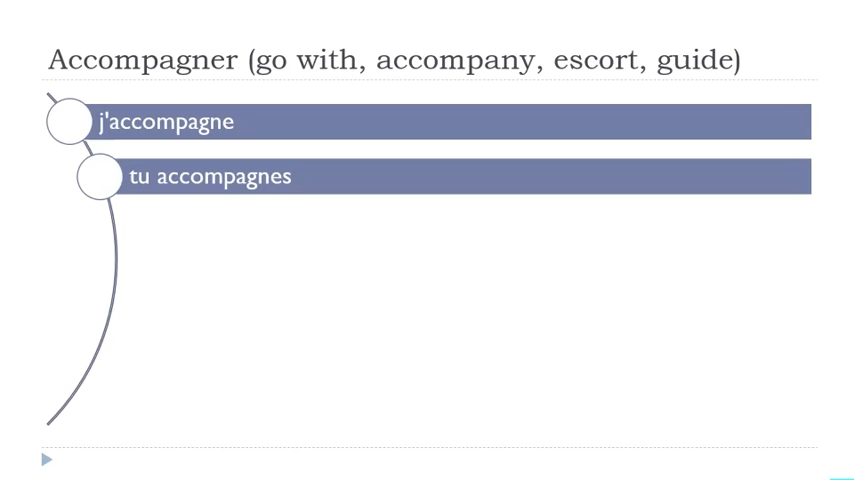 Accompagner (go with, accompany, escort, guide)
j'accompagne
tu accompagnes